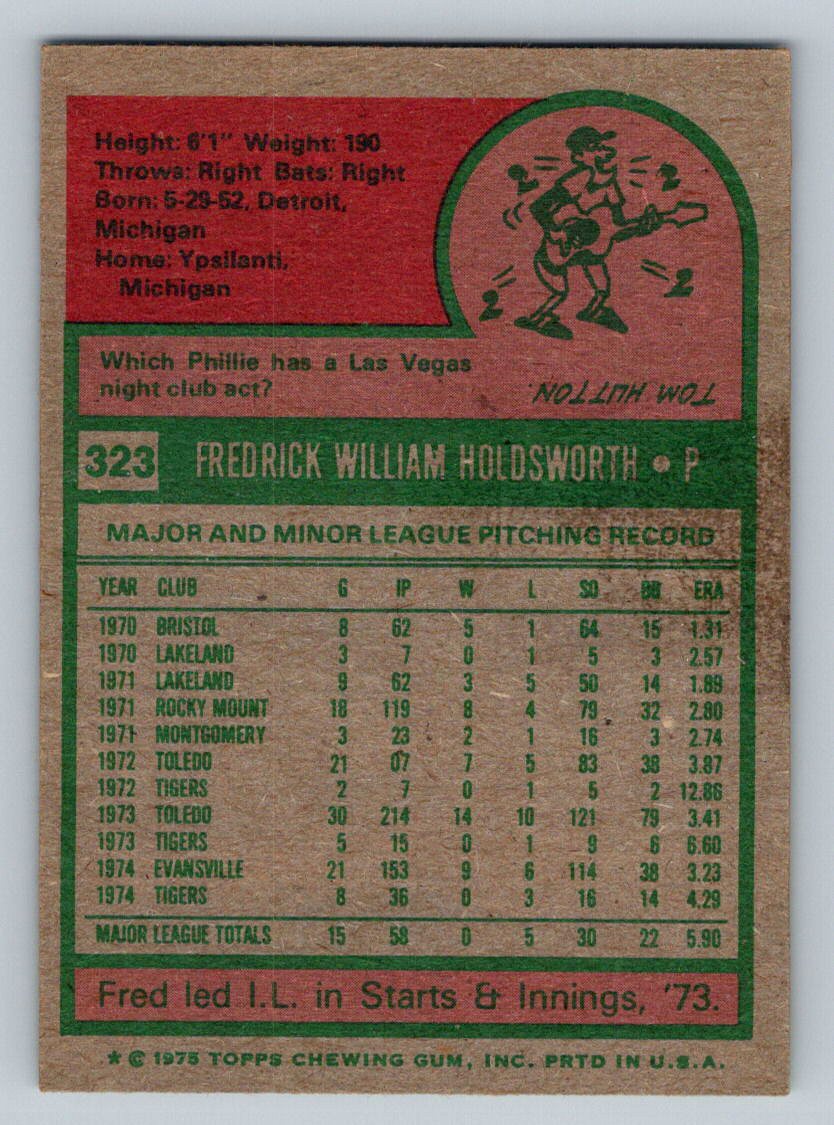 Height: 6'1" Weight: 190
Throws: Right Bats: Right
Born: 5-29-52, Detroit,
Michigan
Home: Ypsilanti,
Michigan
2 2
2 2
Which Phillie has a Las Vegas
night club act?
TOM HUTTON.
323 FREDRICK WILLIAM HOLDSWORTH • P
MAJOR AND MINOR LEAGUE PITCHING RECORD
YEAR CLUB G IP W L SO BB ERA
1970 BRISTOL 8 62 5 1 64 15 1.31
1970 LAKELAND 3 7 0 1 5 3 2.57
1971 LAKELAND 9 62 3 5 50 14 1.89
1971 ROCKY MOUNT 18 119 8 4 79 32 2.80
1971 MONTGOMERY 3 23 2 1 16 3 2.74
1972 TOLEDO 21 07 7 5 83 38 3.87
1972 TIGERS 2 7 0 1 5 2 12.86
1973 TOLEDO 30 214 14 10 121 79 3.41
1973 TIGERS 5 15 0 1 9 6 6.60
1974 EVANSVILLE 21 153 9 6 114 38 3.23
1974 TIGERS 8 36 0 3 16 14 4.29
MAJOR LEAGUE TOTALS 15 58 0 5 30 22 5.90
Fred led I.L. in Starts & Innings, '73.
* © 1975 TOPPS CHEWING GUM, INC. PRTD IN U.S.A.